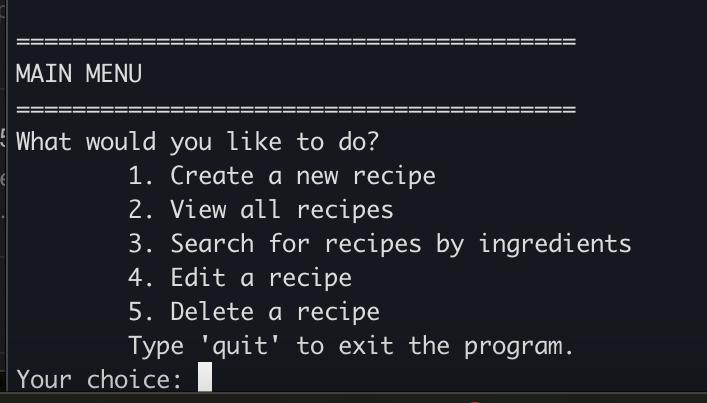 ========================================
MAIN MENU
========================================
What would you like to do?
1. Create a new recipe
2. View all recipes
3. Search for recipes by ingredients
4. Edit a recipe
5. Delete a recipe
Type 'quit' to exit the program.
Your choice: